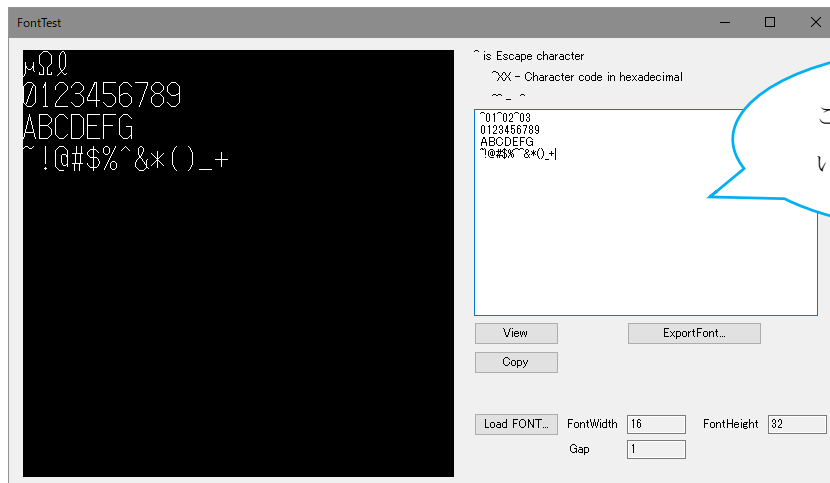 FontTest
μΩℓ
0123456789
ABCDEFG
~!@#$%^&*()_+
^ is Escape character
^XX - Character code in hexadecimal
^^ - ^
^01^02^03
0123456789
ABCDEFG
~!@#$%^^&*()_+
View
ExportFont...
Copy
Load FONT...
FontWidth 16
FontHeight 32
Gap 1
い